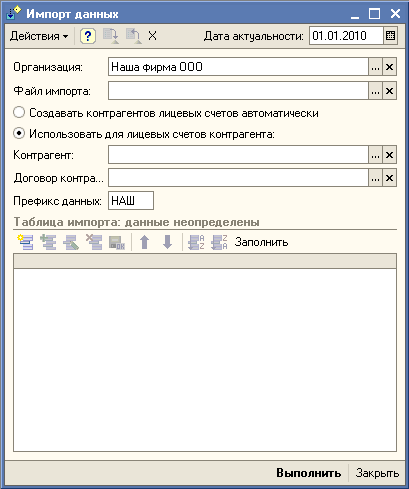 Импорт данных
Действия Дата актуальности: 01.01.2010
Организация: Наша Фирма ООО
Файл импорта:
Создавать контрагентов лицевых счетов автоматически
Использовать для лицевых счетов контрагента:
Контрагент:
Договор контра...
Префикс данных: НАШ
Таблица импорта: данные неопределены
Заполнить
Выполнить Закрыть